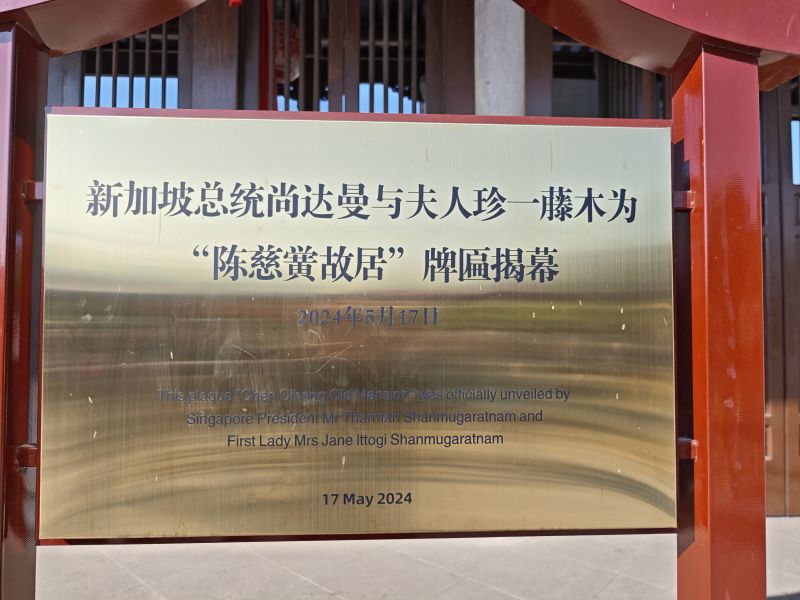 新加坡总统尚达曼与夫人珍一藤木为
“陈慈黉故居”牌匾揭幕
2024年5月17日
This plaque "Chen Cihong Old Mansion" was officially unveiled by
Singapore President Mr Tharman Shanmugaratnam and
First Lady Mrs Jane Ittogi Shanmugaratnam
17 May 2024